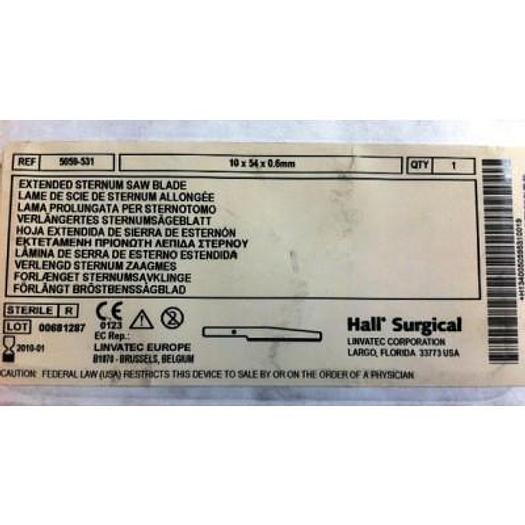 REF 5059-531 10 x 54 x 0.6mm QTY 1
EXTENDED STERNUM SAW BLADE
LAME DE SCIE DE STERNUM ALLONGÉE
LAMA PROLUNGATA PER STERNOTOMO
VERLÄNGERTES STERNUMSÄGEBLATT
HOJA EXTENDIDA DE SIERRA DE ESTERNÓN
ΕΚΤΕΤΑΜΕΝΗ ΠΡΙΟΝΩΤΗ ΛΕΠΙΔΑ ΣΤΕΡΝΟΥ
LÂMINA DE SERRA DE ESTERNO ESTENDIDA
VERLENGD STERNUM ZAAGMES
FORLÆNGET STERNUMSAVKLINGE
FÖRLÄNGT BRÖSTBENSSÅGBLAD
STERILE R
LOT 00681287
2010-01
CE
0123
EC Rep.:
LINVATEC EUROPE
B1070 - BRUSSELS, BELGIUM
2
Hall® Surgical
LINVATEC CORPORATION
LARGO, FLORIDA 33773 USA
CAUTION: FEDERAL LAW (USA) RESTRICTS THIS DEVICE TO SALE BY OR ON THE ORDER OF A PHYSICIAN